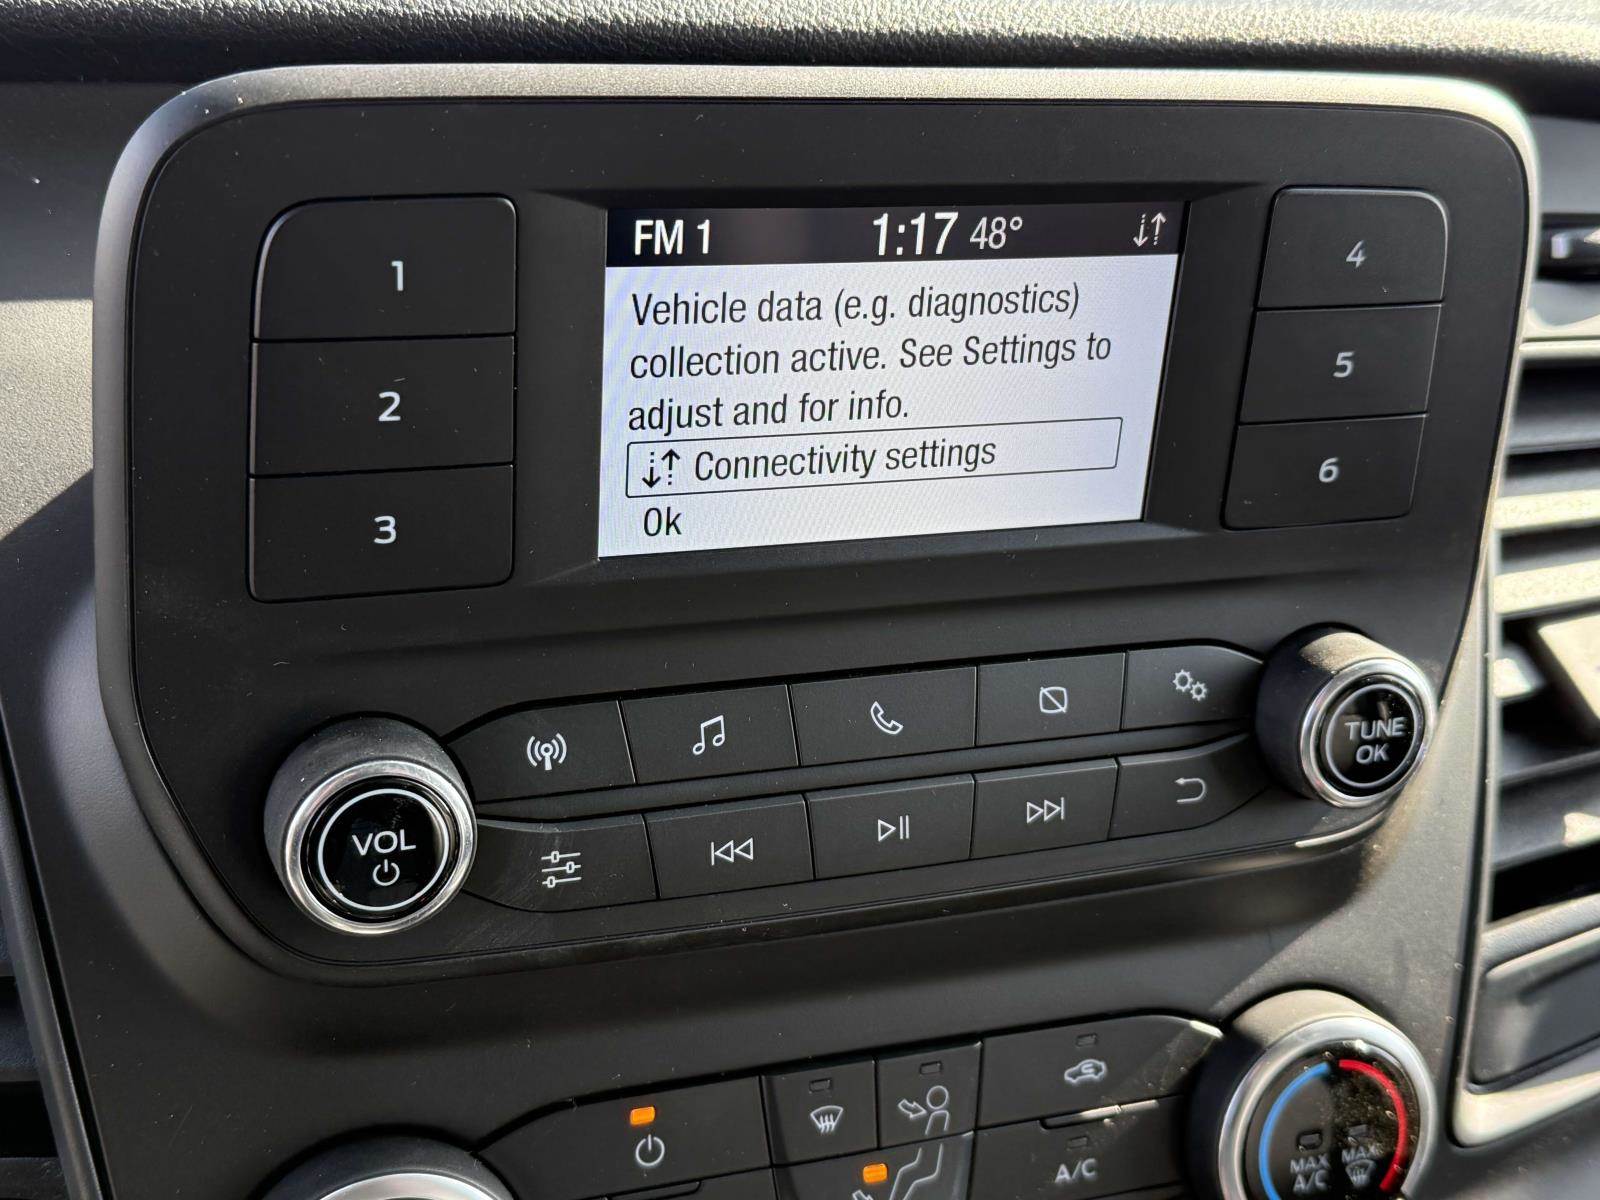 FM 1 1:17 48°
Vehicle data (e.g. diagnostics)
collection active. See Settings to
adjust and for info.
Connectivity settings
Ok
1
2
3
4
5
6
VOL
TUNE
OK
A/C
MAX
A/C
MAX